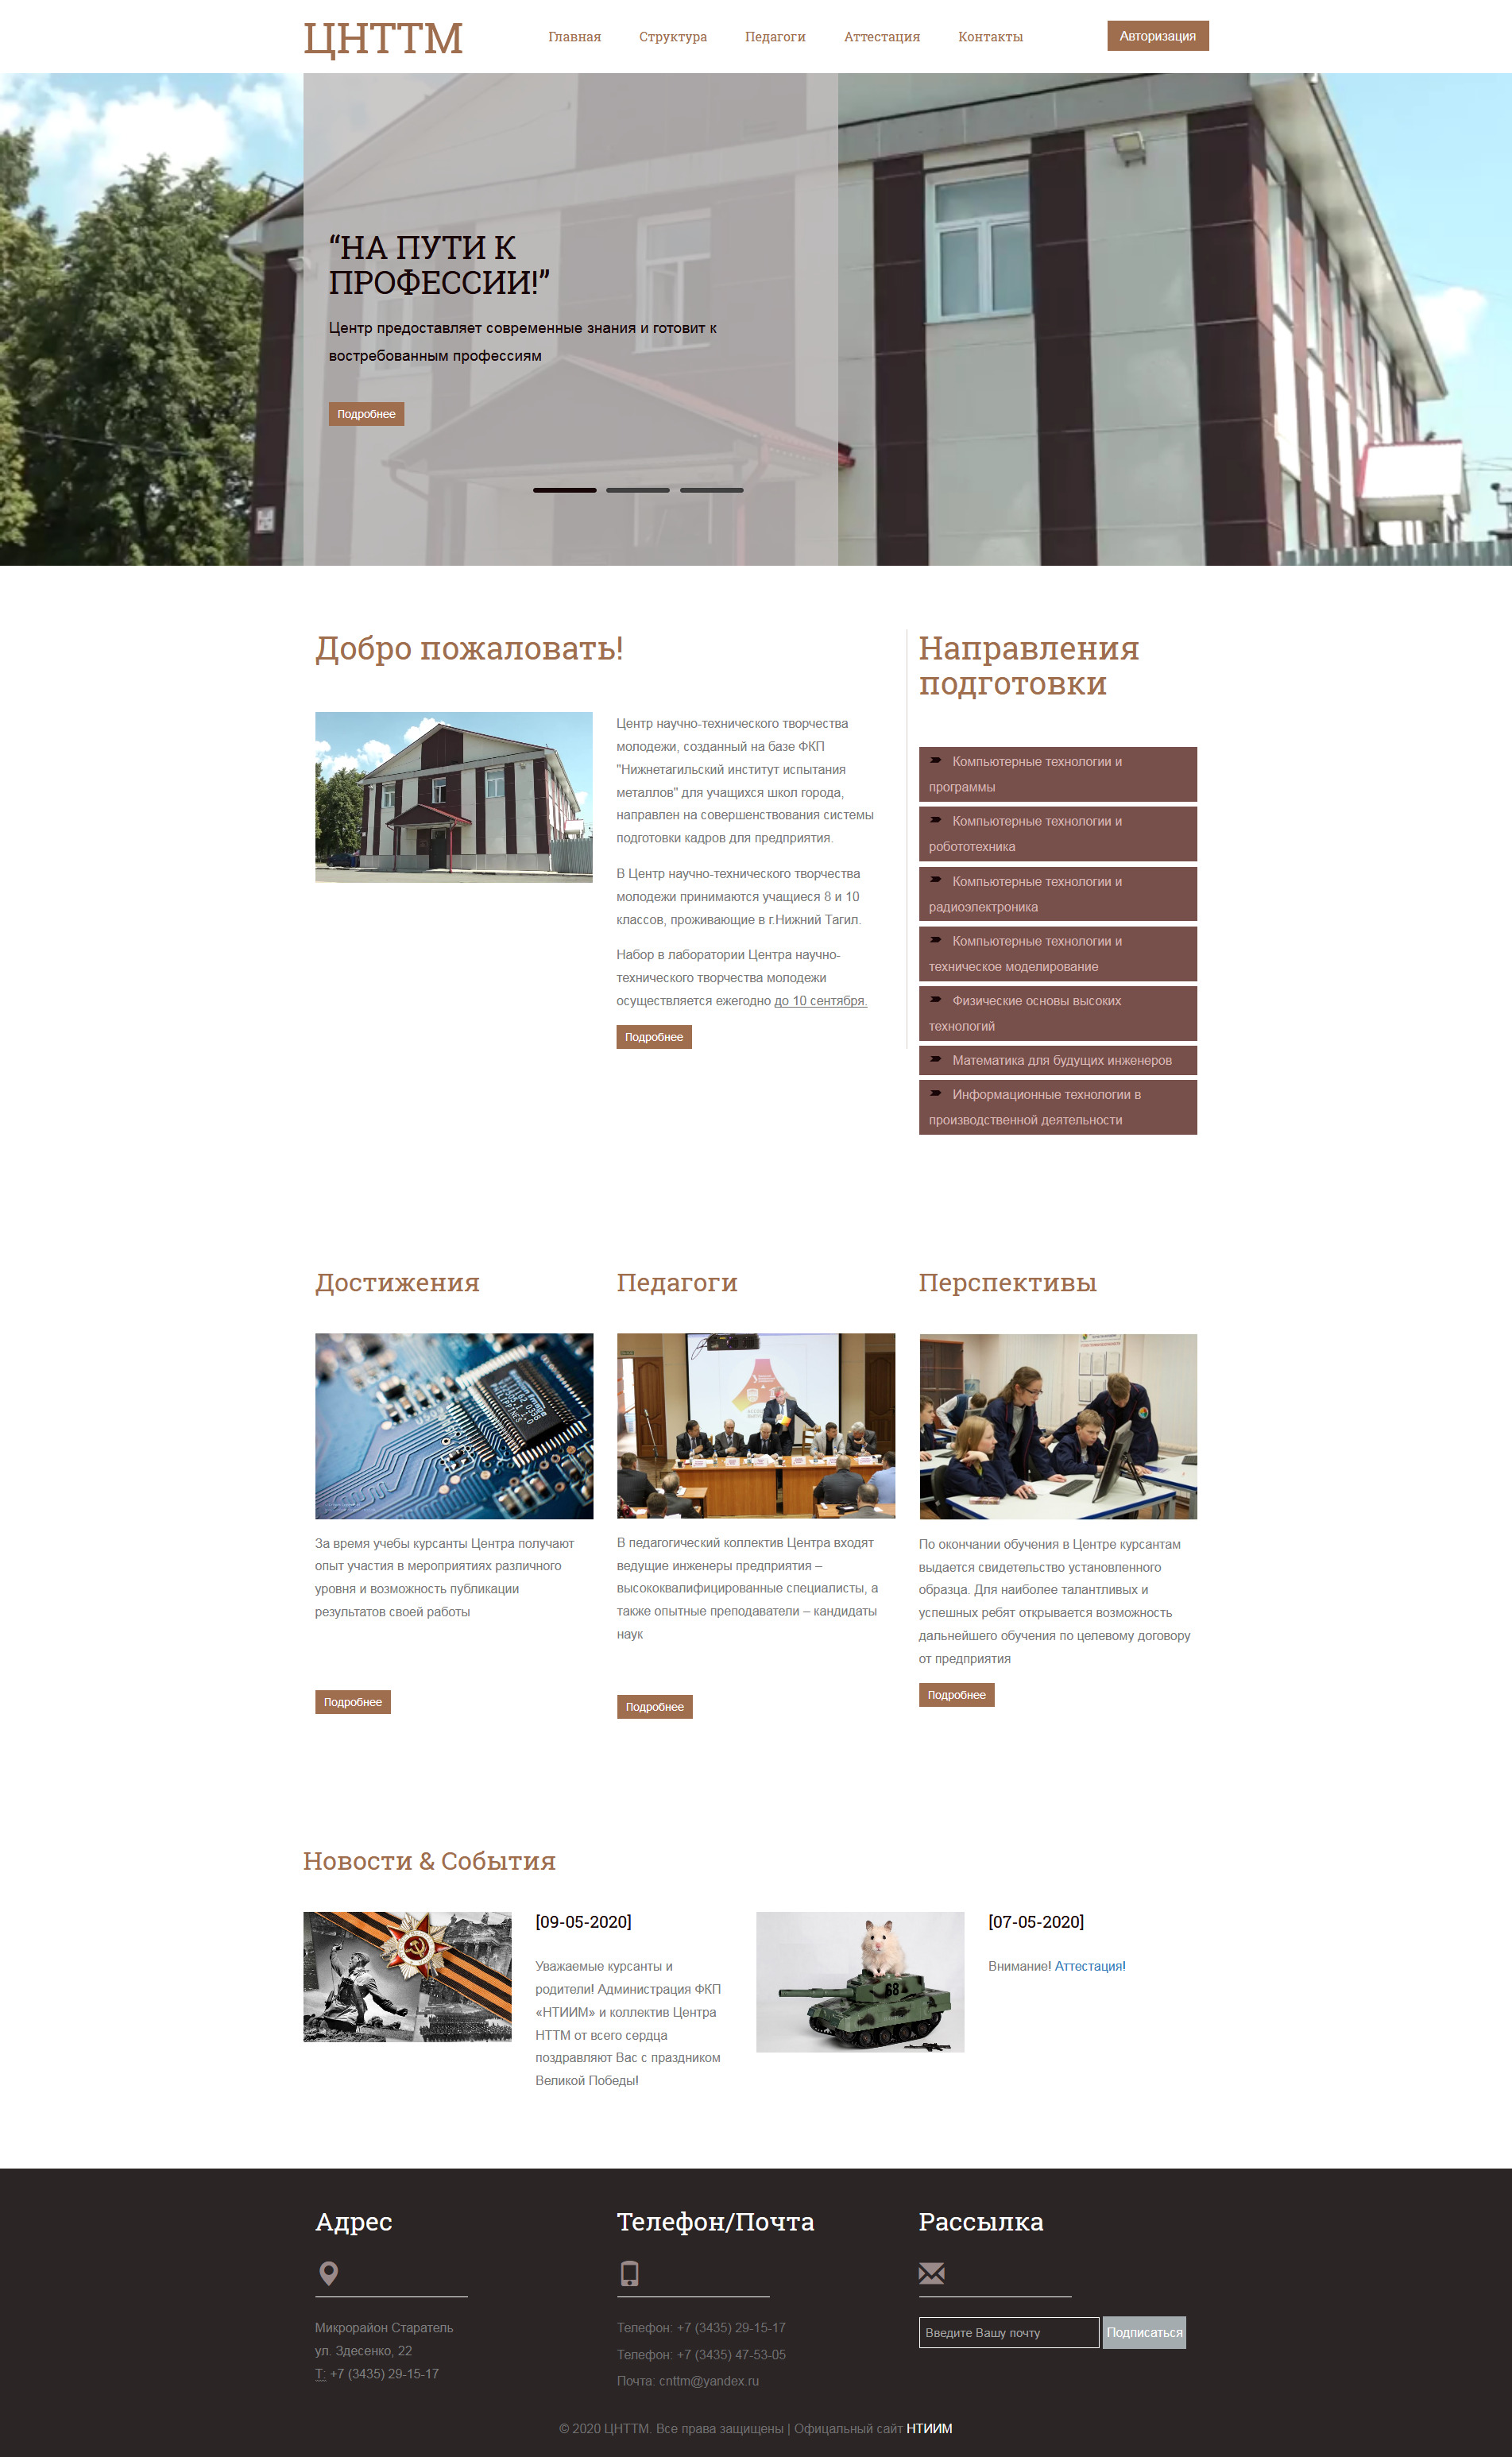 ЦНТТМ
Главная
Структура
Педагоги
Аттестация
Контакты
Авторизация
“НА ПУТИ К
ПРОФЕССИИ!”
Центр предоставляет современные знания и готовит к
востребованным профессиям
Подробнее
Добро пожаловать!
Центр научно-технического творчества
молодежи, созданный на базе ФКП
"Нижнетагильский институт испытания
металлов" для учащихся школ города,
направлен на совершенствования системы
подготовки кадров для предприятия.
В Центр научно-технического творчества
молодежи принимаются учащиеся 8 и 10
классов, проживающие в г.Нижний Тагил.
Набор в лаборатории Центра научно-
технического творчества молодежи
осуществляется ежегодно до 10 сентября.
Подробнее
Направления
подготовки
Компьютерные технологии и
программы
Компьютерные технологии и
робототехника
Компьютерные технологии и
радиоэлектроника
Компьютерные технологии и
техническое моделирование
Физические основы высоких
технологий
Математика для будущих инженеров
Информационные технологии в
производственной деятельности
Достижения
За время учебы курсанты Центра получают
опыт участия в мероприятиях различного
уровня и возможность публикации
результатов своей работы
Подробнее
Педагоги
В педагогический коллектив Центра входят
ведущие инженеры предприятия –
высококвалифицированные специалисты, а
также опытные преподаватели – кандидаты
наук
Подробнее
Перспективы
По окончании обучения в Центре курсантам
выдается свидетельство установленного
образца. Для наиболее талантливых и
успешных ребят открывается возможность
дальнейшего обучения по целевому договору
от предприятия
Подробнее
Новости & События
[09-05-2020]
Уважаемые курсанты и
родители! Администрация ФКП
«НТИИМ» и коллектив Центра
НТТМ от всего сердца
поздравляют Вас с праздником
Великой Победы!
68
[07-05-2020]
Внимание! Аттестация!
Адрес
Микрорайон Старатель
ул. Здесенко, 22
Т: +7 (3435) 29-15-17
Телефон/Почта
Телефон: +7 (3435) 29-15-17
Телефон: +7 (3435) 47-53-05
Почта: cnttm@yandex.ru
Рассылка
Введите Вашу почту
Подписаться
© 2020 ЦНТТМ. Все права защищены | Официальный сайт НТИИМ